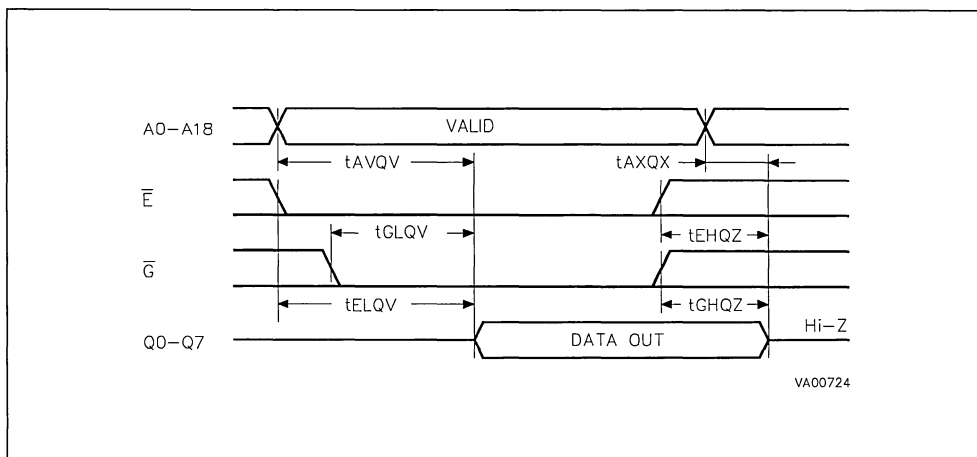 A0-A18
VALID
tAVQV
tAXQX
E
tGLQV
tEHQZ
G
tELQV
tGHQZ
Hi-Z
Q0-Q7
DATA OUT
VA00724